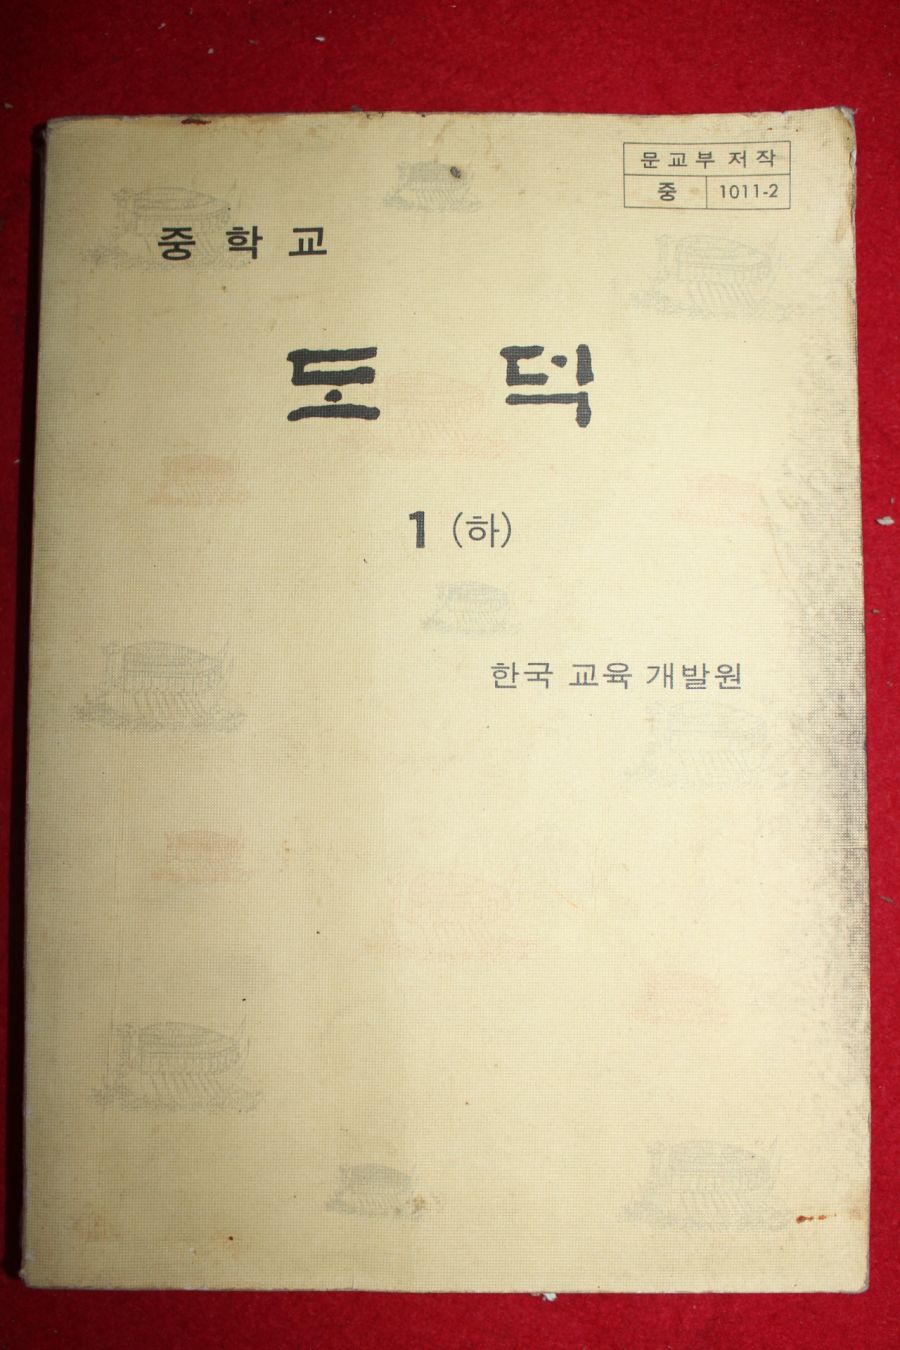 문교부 저작
중 1011-2
중학교
도덕
1 (하)
한국 교육 개발원